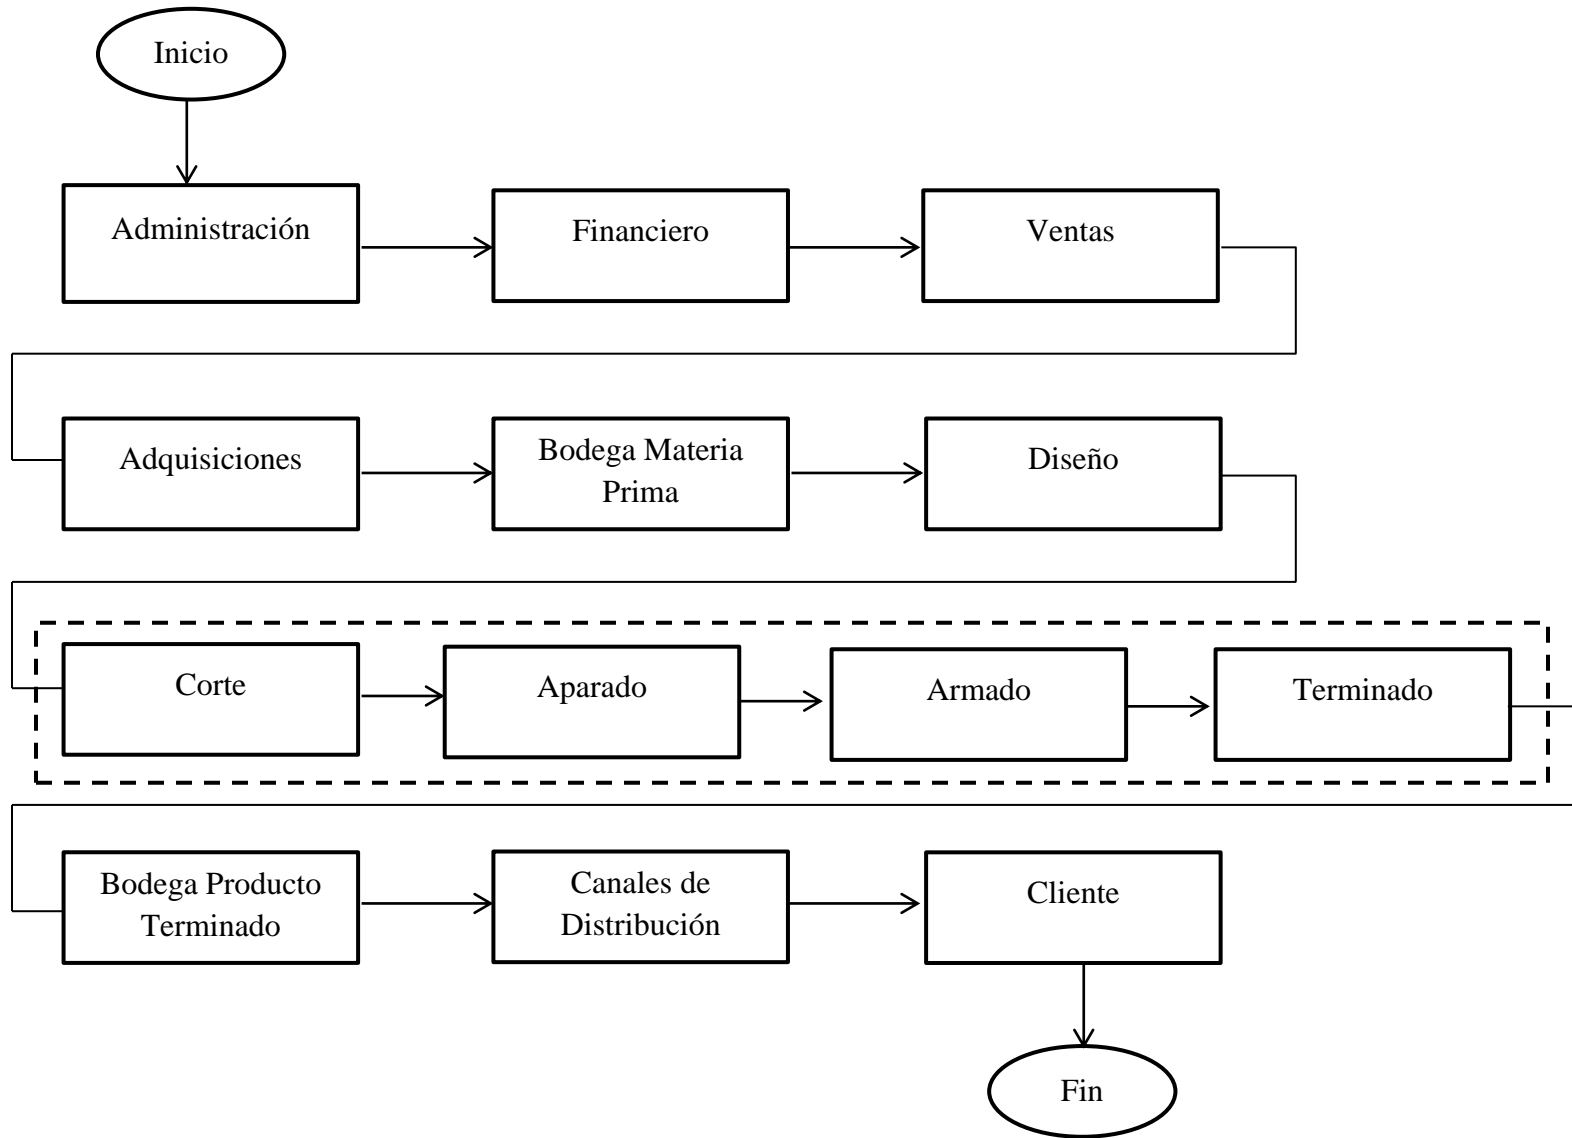 Inicio
Administración
Financiero
Ventas
Adquisiciones
Bodega Materia
Prima
Diseño
Corte
Aparado
Armado
Terminado
Bodega Producto
Terminado
Canales de
Distribución
Cliente
Fin